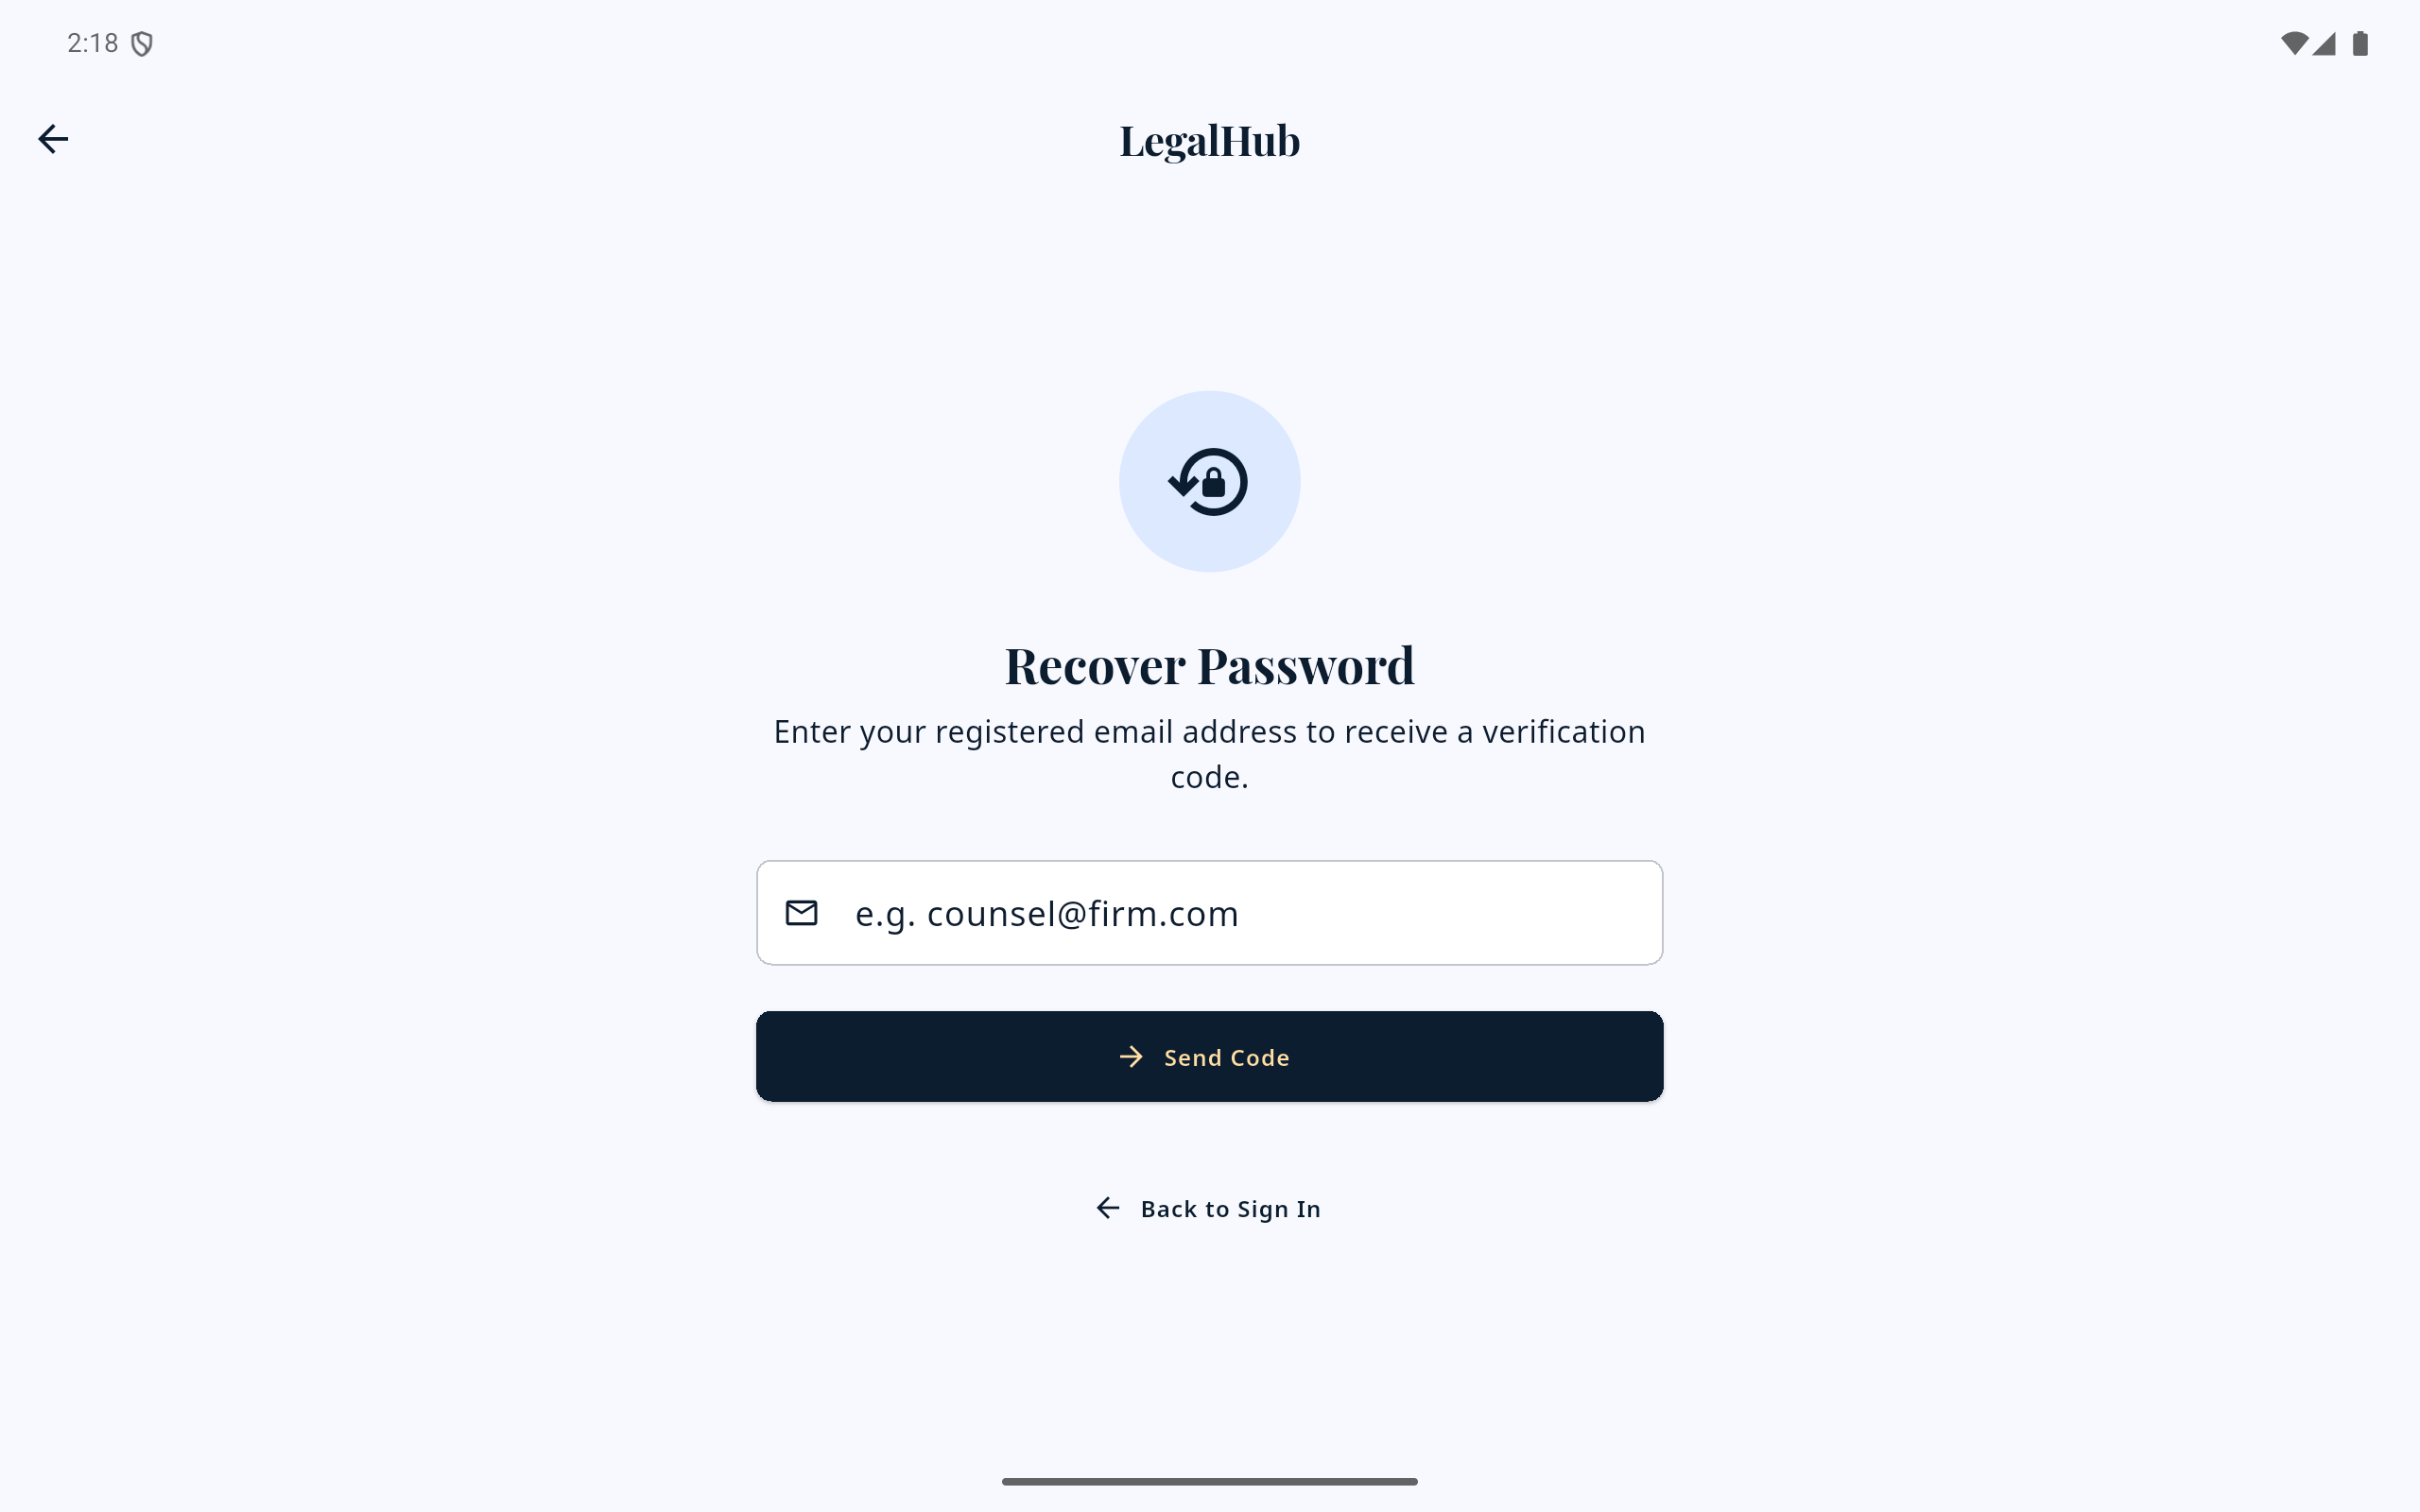 2:18
LegalHub
Recover Password
Enter your registered email address to receive a verification
code.
e.g. counsel@firm.com
Send Code
Back to Sign In